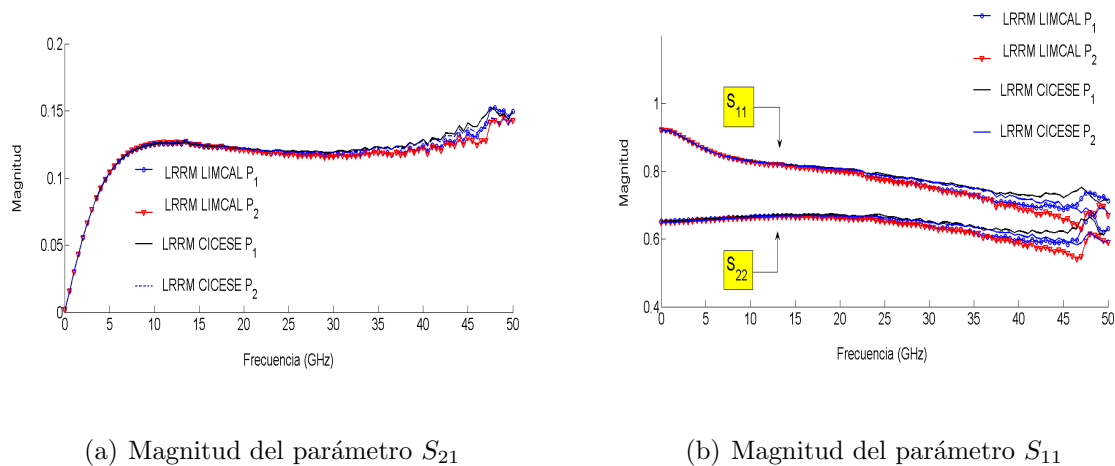 0.2
0.15
0.1
0.05
0
Magnitud
LRRM LIMCAL P1
LRRM LIMCAL P2
LRRM CICESE P1
LRRM CICESE P2
0 5 10 15 20 25 30 35 40 45 50
Frecuencia (GHz)
(a) Magnitud del parámetro S21
LRRM LIMCAL P1
LRRM LIMCAL P2
LRRM CICESE P1
LRRM CICESE P2
1
0.8
0.6
0.4
Magnitud
S11
S22
0 5 10 15 20 25 30 35 40 45 50
Frecuencia (GHz)
(b) Magnitud del parámetro S11